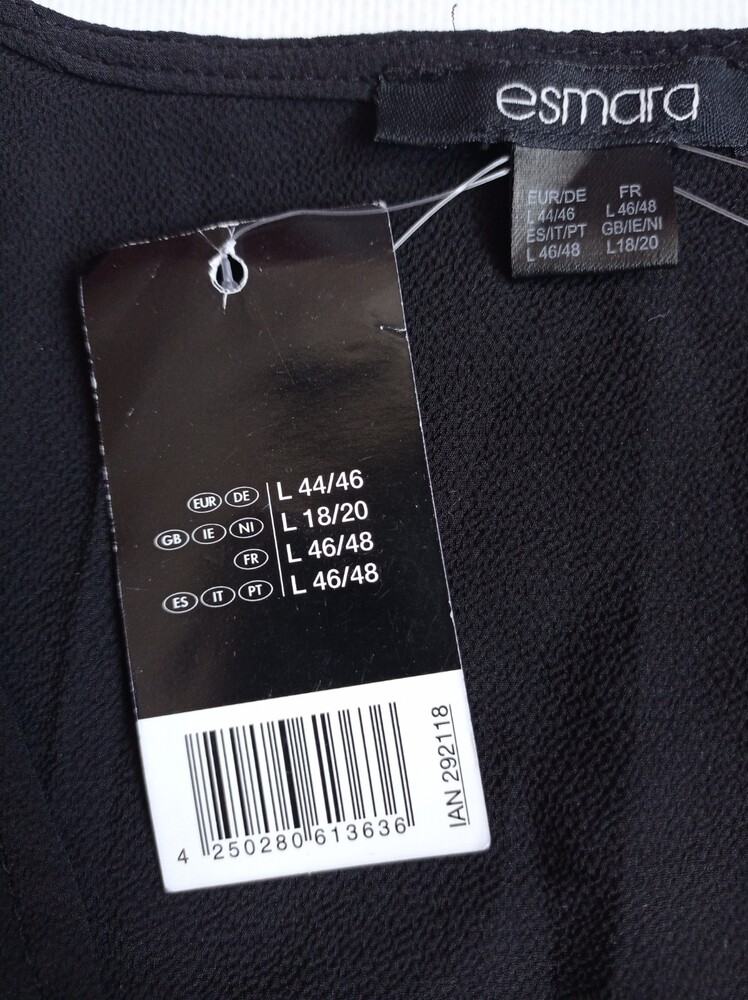 esmara
EUR/DE FR
L 44/46 L 46/48
ES/IT/PT GB/IE/NI
L 46/48 L18/20
EUR DE L 44/46
GB IE NI L 18/20
FR L 46/48
ES IT PT L 46/48
4 250280 613636
IAN 292118